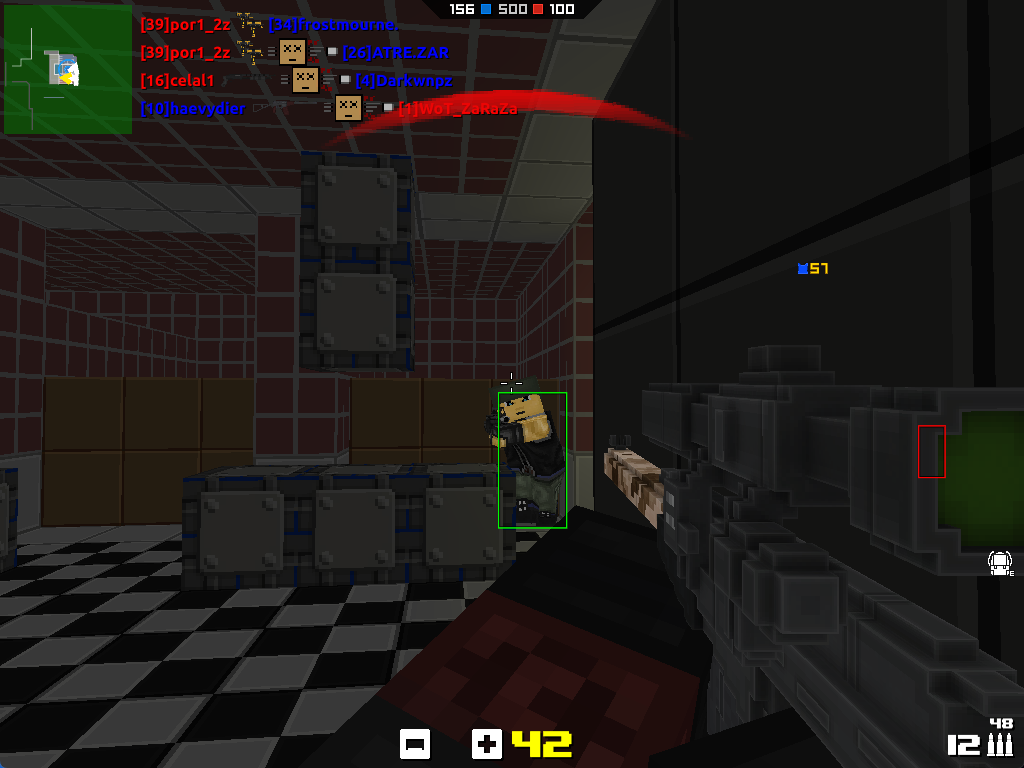 156 500 100
[39]por1_2z [34]frostmourne
[39]por1_2z [26]ATRE.ZAR
[16]celal1 [4]Darkwnpz
[10]haevydier [1]WoT_ZaRaZa
57
E
42
48
12